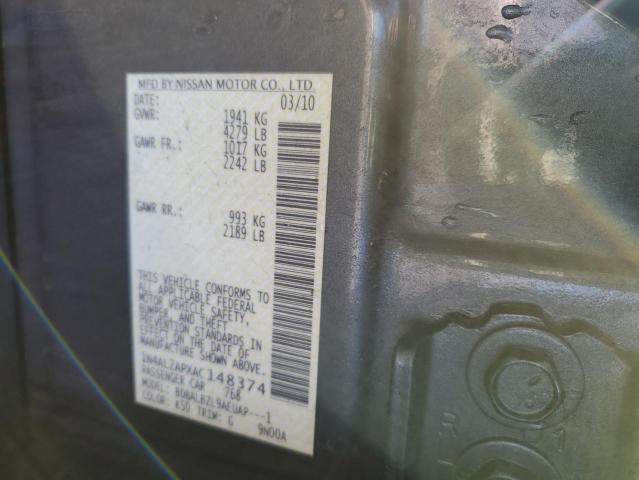 MFD BY NISSAN MOTOR CO., LTD.
DATE: 03/10
GVWR: 1941 KG
4279 LB
GAWR FR.: 1017 KG
2242 LB
GAWR RR.: 993 KG
2189 LB
THIS VEHICLE CONFORMS TO
ALL APPLICABLE FEDERAL
MOTOR VEHICLE SAFETY,
BUMPER, AND THEFT
PREVENTION STANDARDS IN
EFFECT ON THE DATE OF
MANUFACTURE SHOWN ABOVE.
1N4AL2APXAC148374
PASSENGER CAR 768
MODEL: BDBALBZL9AEUAP---1
COLOR: K50 TRIM: G 9N00A
R A